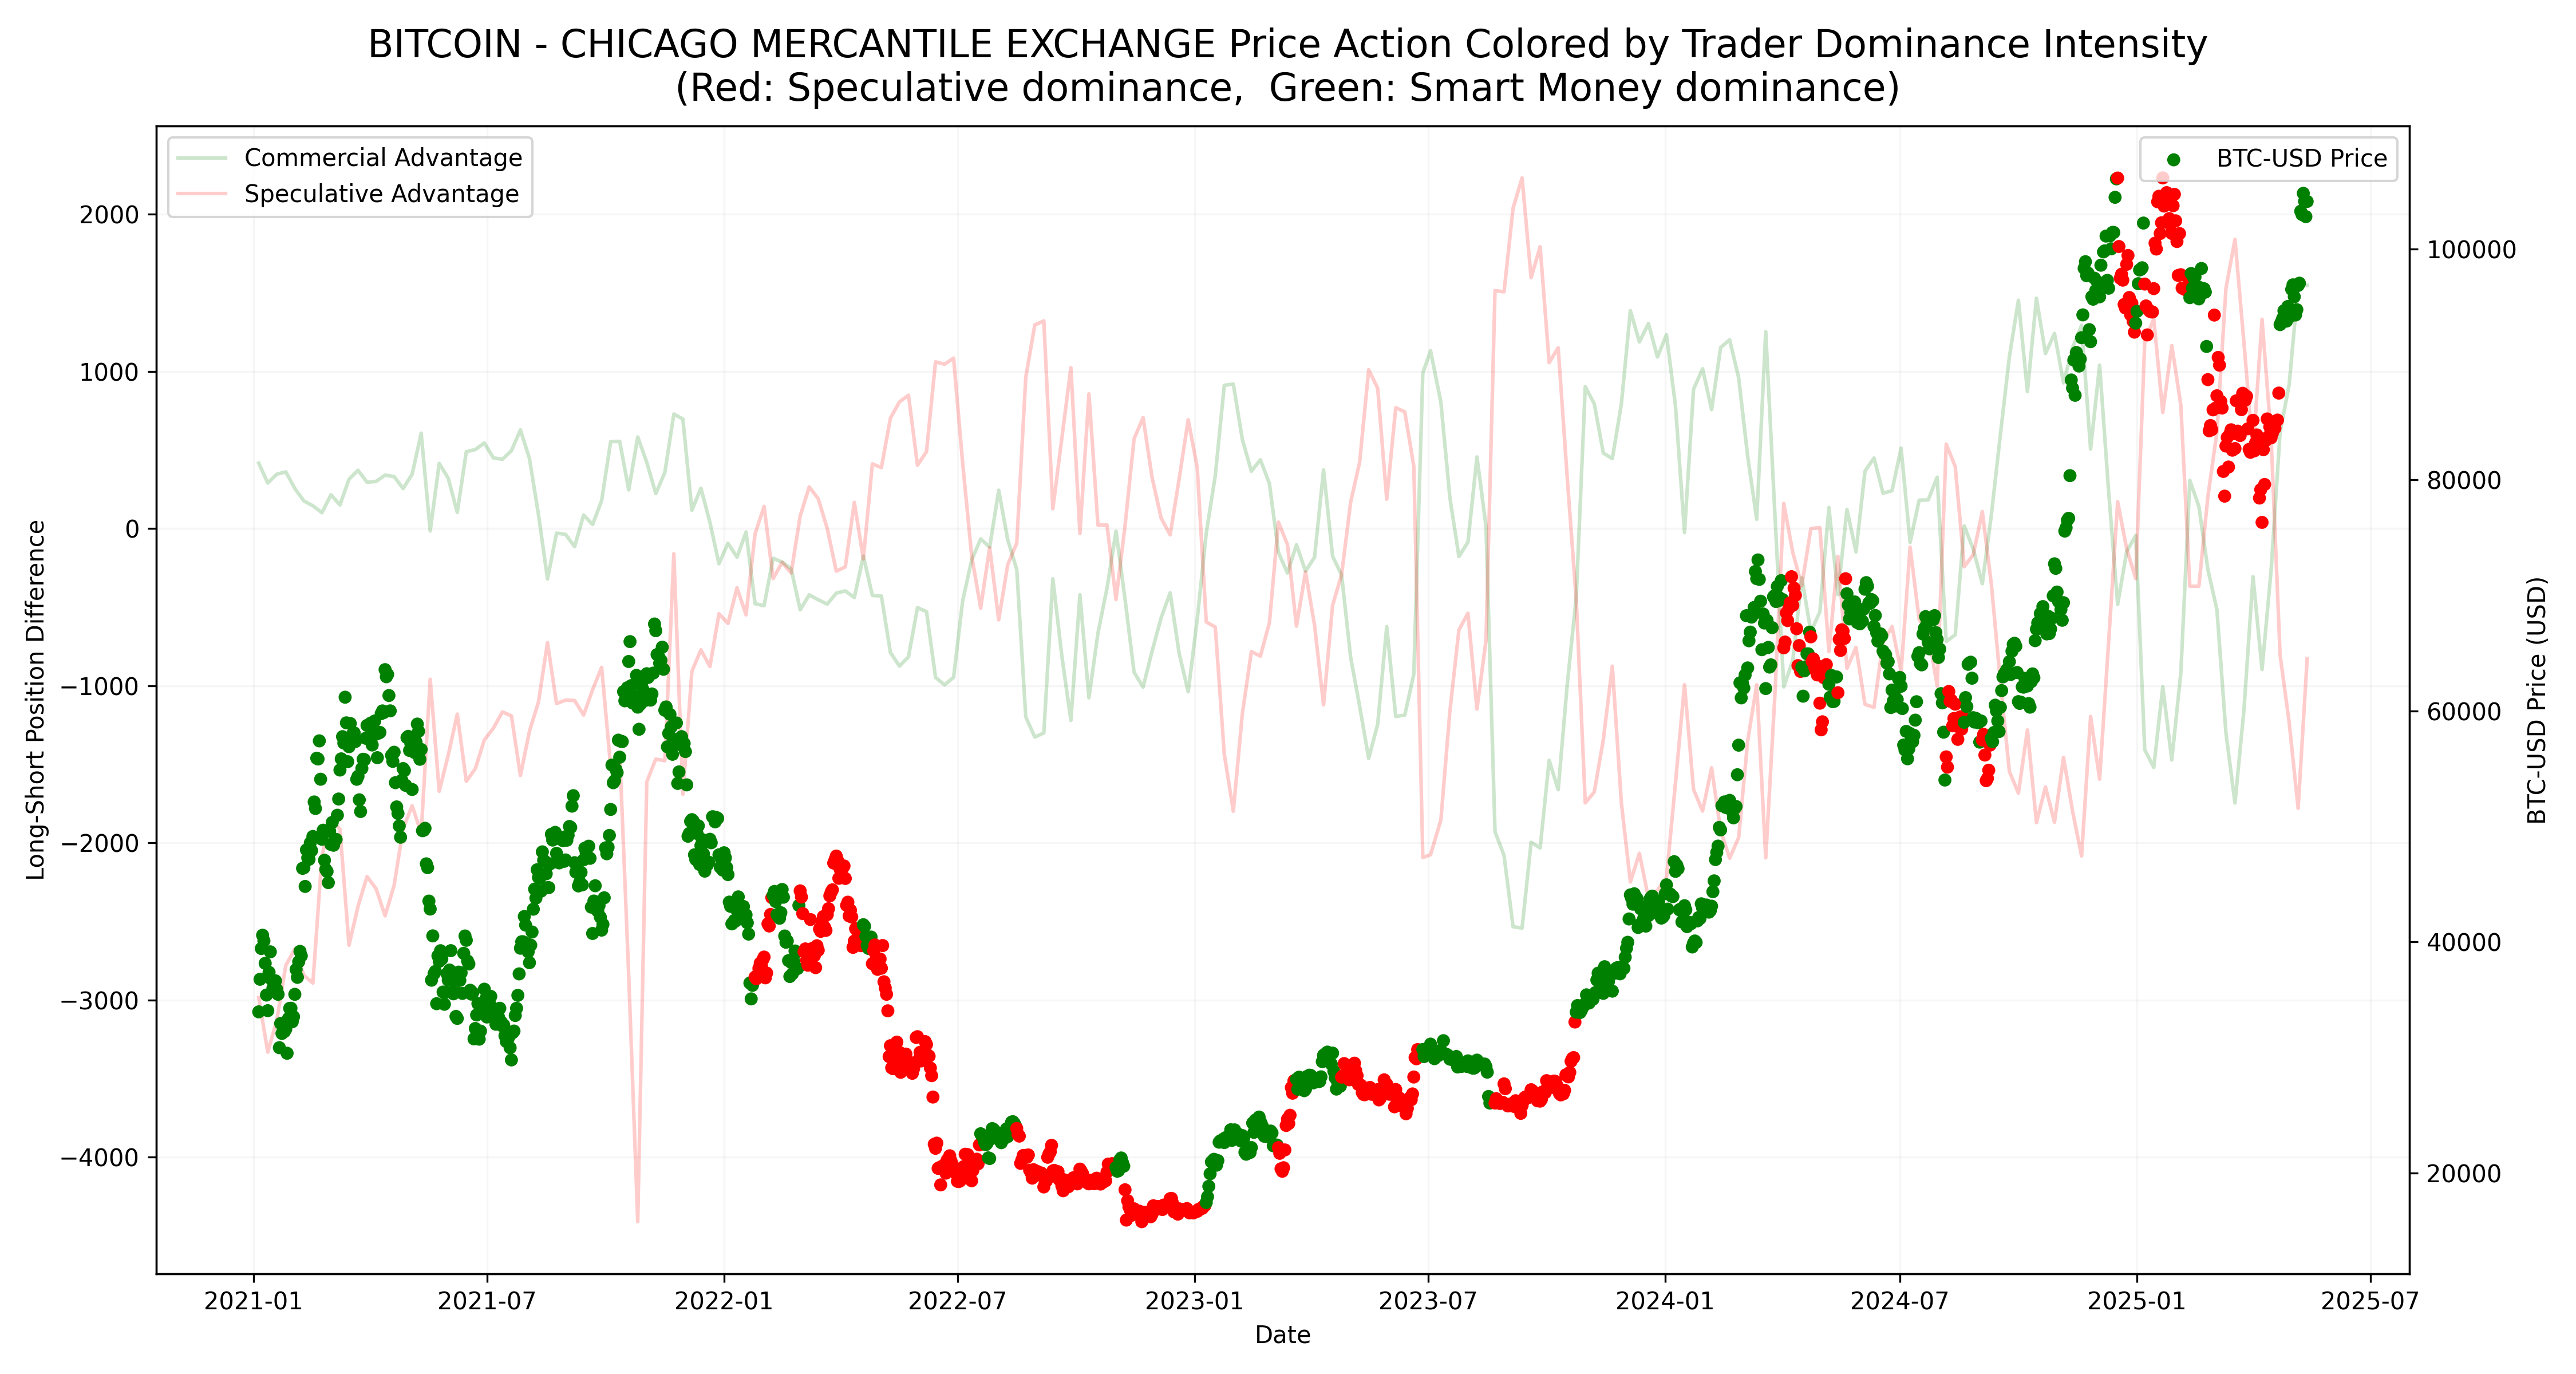 BITCOIN - CHICAGO MERCANTILE EXCHANGE Price Action Colored by Trader Dominance Intensity
(Red: Speculative dominance,  Green: Smart Money dominance)
Commercial Advantage
Speculative Advantage
BTC-USD Price
Long-Short Position Difference
2000
1000
0
−1000
−2000
−3000
−4000
100000
80000
60000
40000
20000
BTC-USD Price (USD)
2021-01
2021-07
2022-01
2022-07
2023-01
2023-07
2024-01
2024-07
2025-01
2025-07
Date